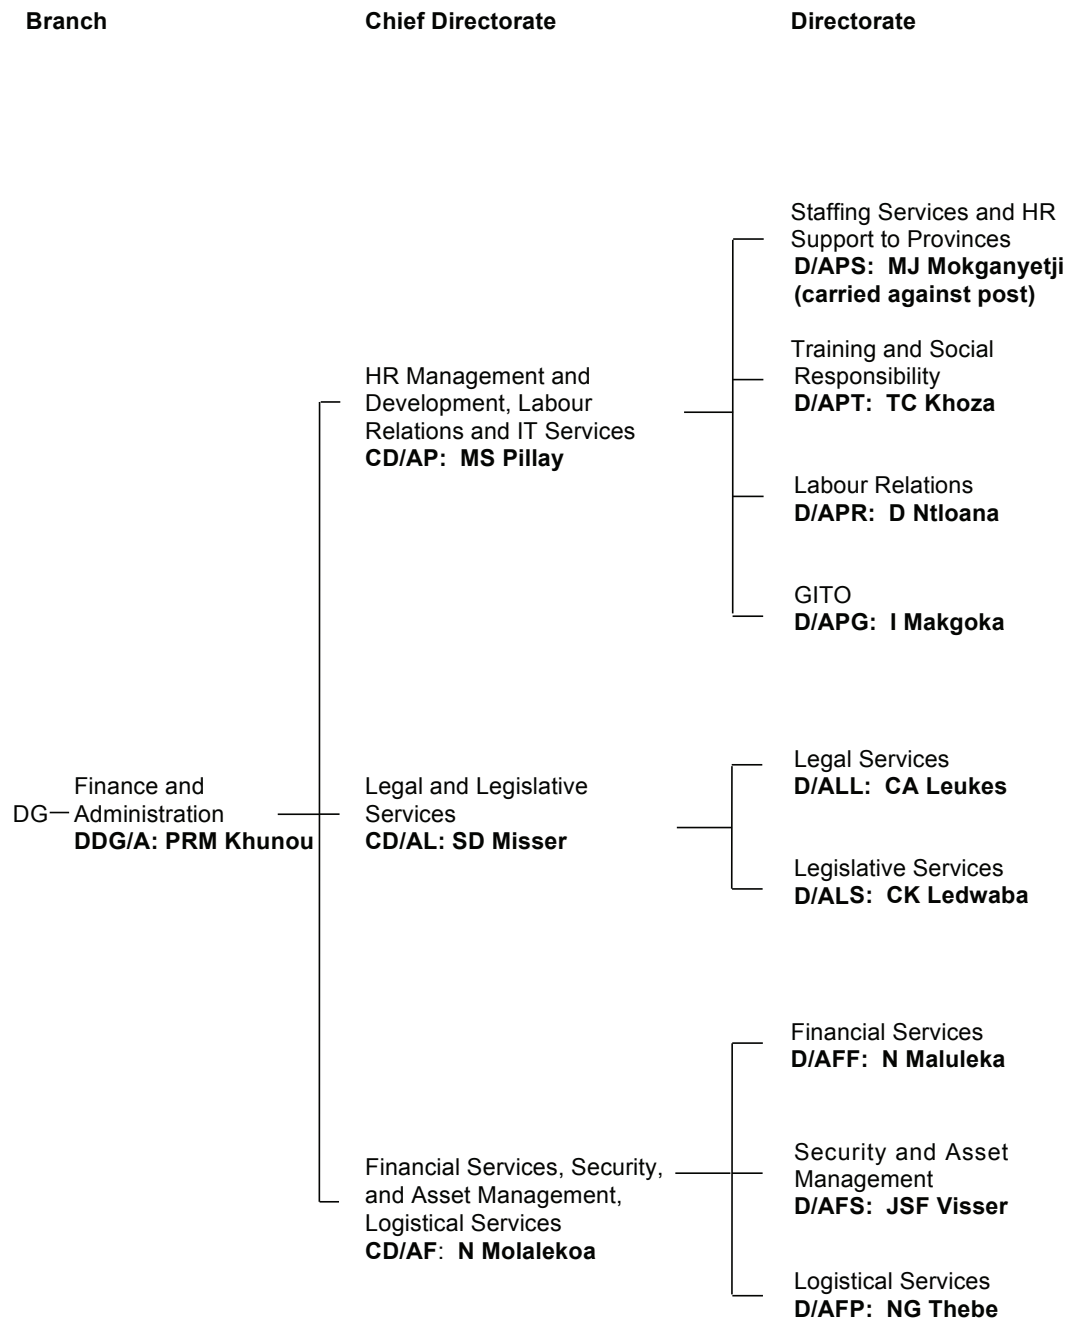 Branch
Chief Directorate
Directorate
Staffing Services and HR
Support to Provinces
D/APS: MJ Mokganyetji
(carried against post)
Training and Social
Responsibility
D/APT: TC Khoza
HR Management and
Development, Labour
Relations and IT Services
CD/AP: MS Pillay
Labour Relations
D/APR: D Ntloana
GITO
D/APG: I Makgoka
DG
Finance and
Administration
DDG/A: PRM Khunou
Legal and Legislative
Services
CD/AL: SD Misser
Legal Services
D/ALL: CA Leukes
Legislative Services
D/ALS: CK Ledwaba
Financial Services
D/AFF: N Maluleka
Financial Services, Security,
and Asset Management,
Logistical Services
CD/AF: N Molalekoa
Security and Asset
Management
D/AFS: JSF Visser
Logistical Services
D/AFP: NG Thebe